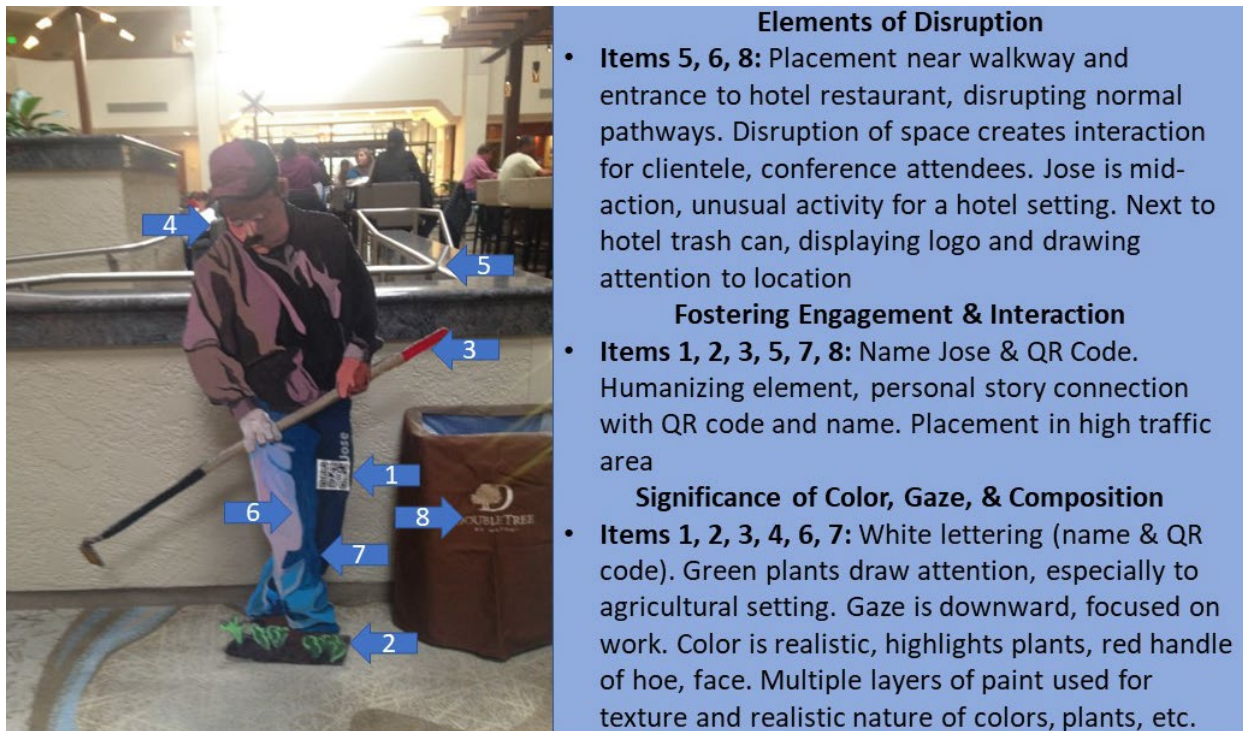 Elements of Disruption
• Items 5, 6, 8: Placement near walkway and
entrance to hotel restaurant, disrupting normal
pathways. Disruption of space creates interaction
for clientele, conference attendees. Jose is mid-
action, unusual activity for a hotel setting. Next to
hotel trash can, displaying logo and drawing
attention to location
Fostering Engagement & Interaction
• Items 1, 2, 3, 5, 7, 8: Name Jose & QR Code.
Humanizing element, personal story connection
with QR code and name. Placement in high traffic
area
Significance of Color, Gaze, & Composition
• Items 1, 2, 3, 4, 6, 7: White lettering (name & QR
code). Green plants draw attention, especially to
agricultural setting. Gaze is downward, focused on
work. Color is realistic, highlights plants, red handle
of hoe, face. Multiple layers of paint used for
texture and realistic nature of colors, plants, etc.
4
5
3
Jose
1
6
8
DOUBLETREE
7
2